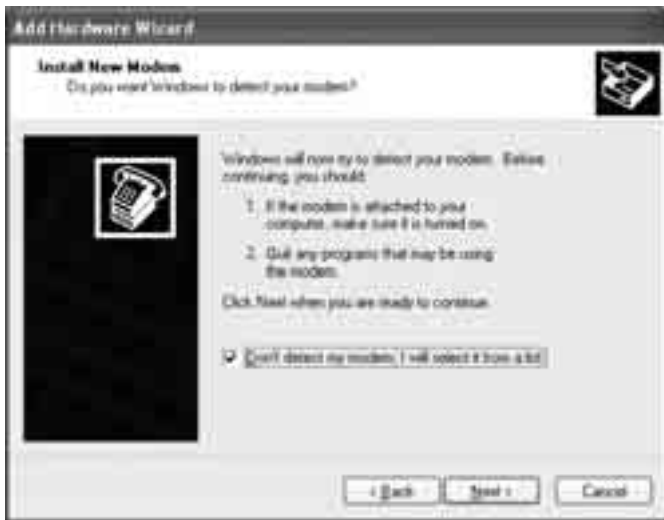 Add Hardware Wizard
Install New Modem
Do you want Windows to detect your modem?
Windows will now try to detect your modem. Before
continuing, you should:
1. If the modem is attached to your
computer, make sure it is turned on.
2. Quit any programs that may be using
the modem.
Click Next when you are ready to continue.
Don't detect my modem; I will select it from a list.
< Back
Next >
Cancel